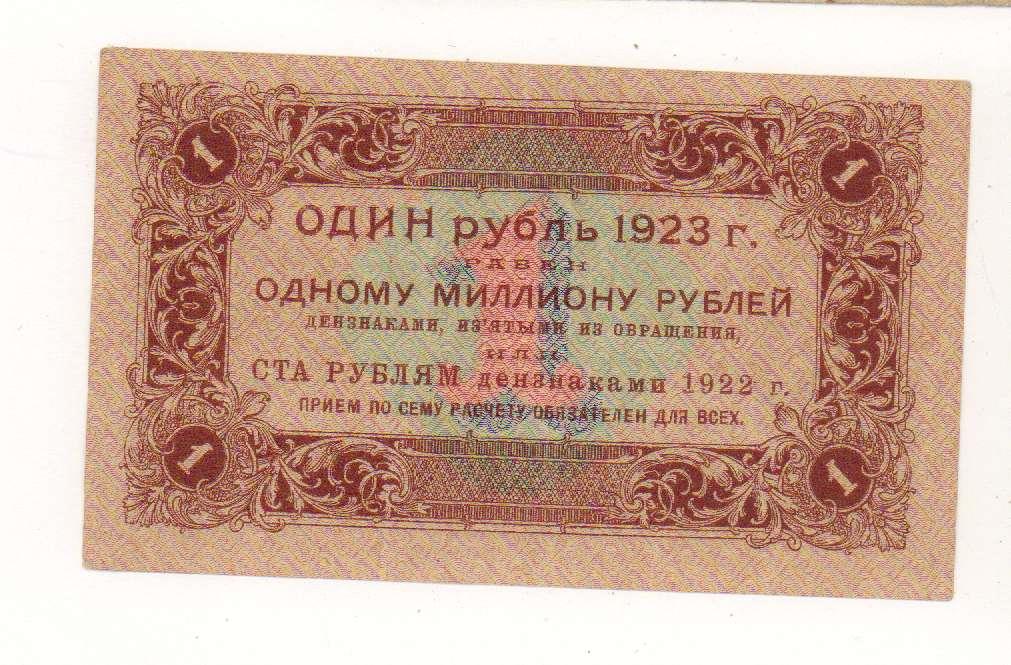 1 1
ОДИН рубль 1923 г.
РАВЕН
ОДНОМУ МИЛЛИОНУ РУБЛЕЙ
ДЕНЗНАКАМИ, ИЗ'ЯТЫМИ ИЗ ОБРАЩЕНИЯ,
ИЛИ
СТА РУБЛЯМ дензнаками 1922 г.
ПРИЕМ ПО СЕМУ РАСЧЕТУ ОБЯЗАТЕЛЕН ДЛЯ ВСЕХ.
1
1 1